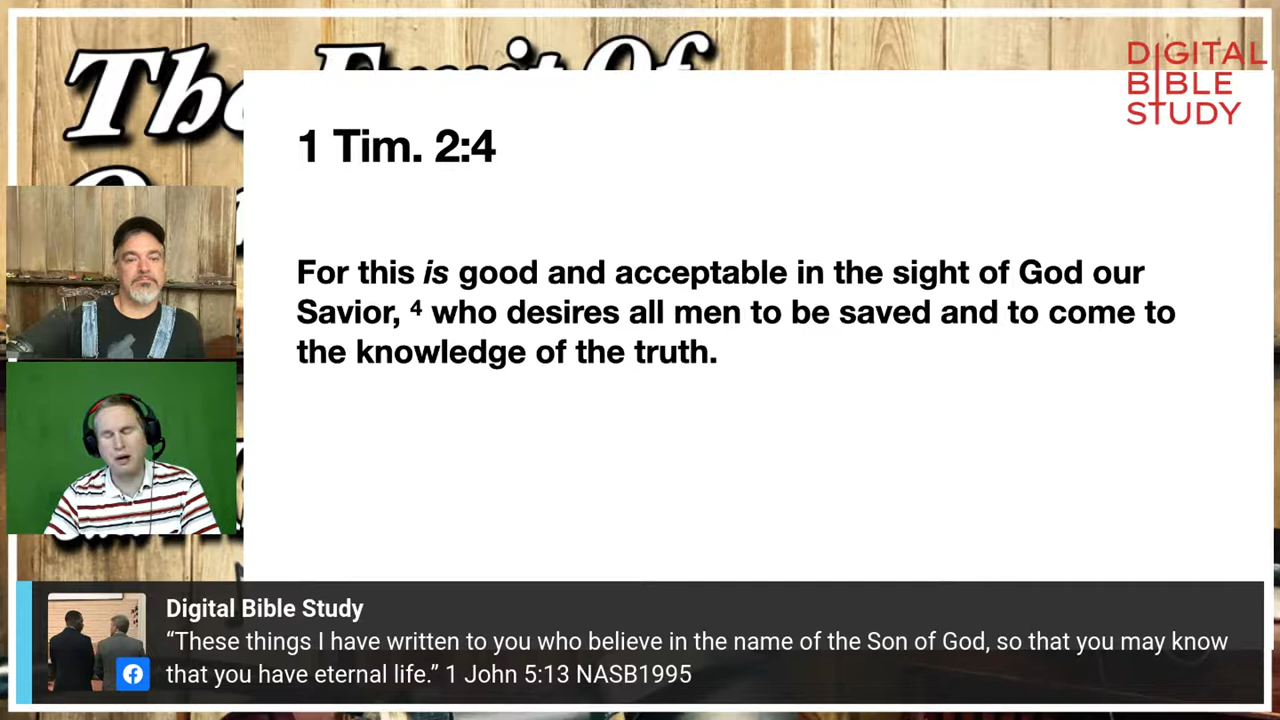 The Fruit Of
DIGITAL
BIBLE
STUDY
1 Tim. 2:4
For this is good and acceptable in the sight of God our
Savior, 4 who desires all men to be saved and to come to
the knowledge of the truth.
Digital Bible Study
“These things I have written to you who believe in the name of the Son of God, so that you may know
that you have eternal life.” 1 John 5:13 NASB1995